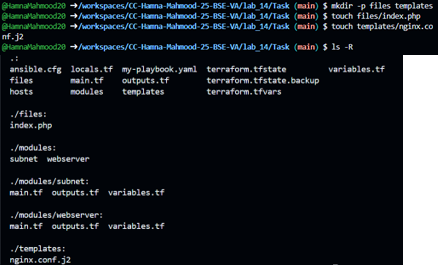 @HamnaMahmood20 ➜/workspaces/CC-Hamna-Mahmood-25-BSE-VA/lab_14/Task (main) $ mkdir -p files templates
@HamnaMahmood20 ➜/workspaces/CC-Hamna-Mahmood-25-BSE-VA/lab_14/Task (main) $ touch files/index.php
@HamnaMahmood20 ➜/workspaces/CC-Hamna-Mahmood-25-BSE-VA/lab_14/Task (main) $ touch templates/nginx.co
nf.j2
@HamnaMahmood20 ➜/workspaces/CC-Hamna-Mahmood-25-BSE-VA/lab_14/Task (main) $ ls -R
.:
ansible.cfg locals.tf my-playbook.yaml terraform.tfstate variables.tf
files main.tf outputs.tf terraform.tfstate.backup
hosts modules templates terraform.tfvars
./files:
index.php
./modules:
subnet webserver
./modules/subnet:
main.tf outputs.tf variables.tf
./modules/webserver:
main.tf outputs.tf variables.tf
./templates:
nginx.conf.j2